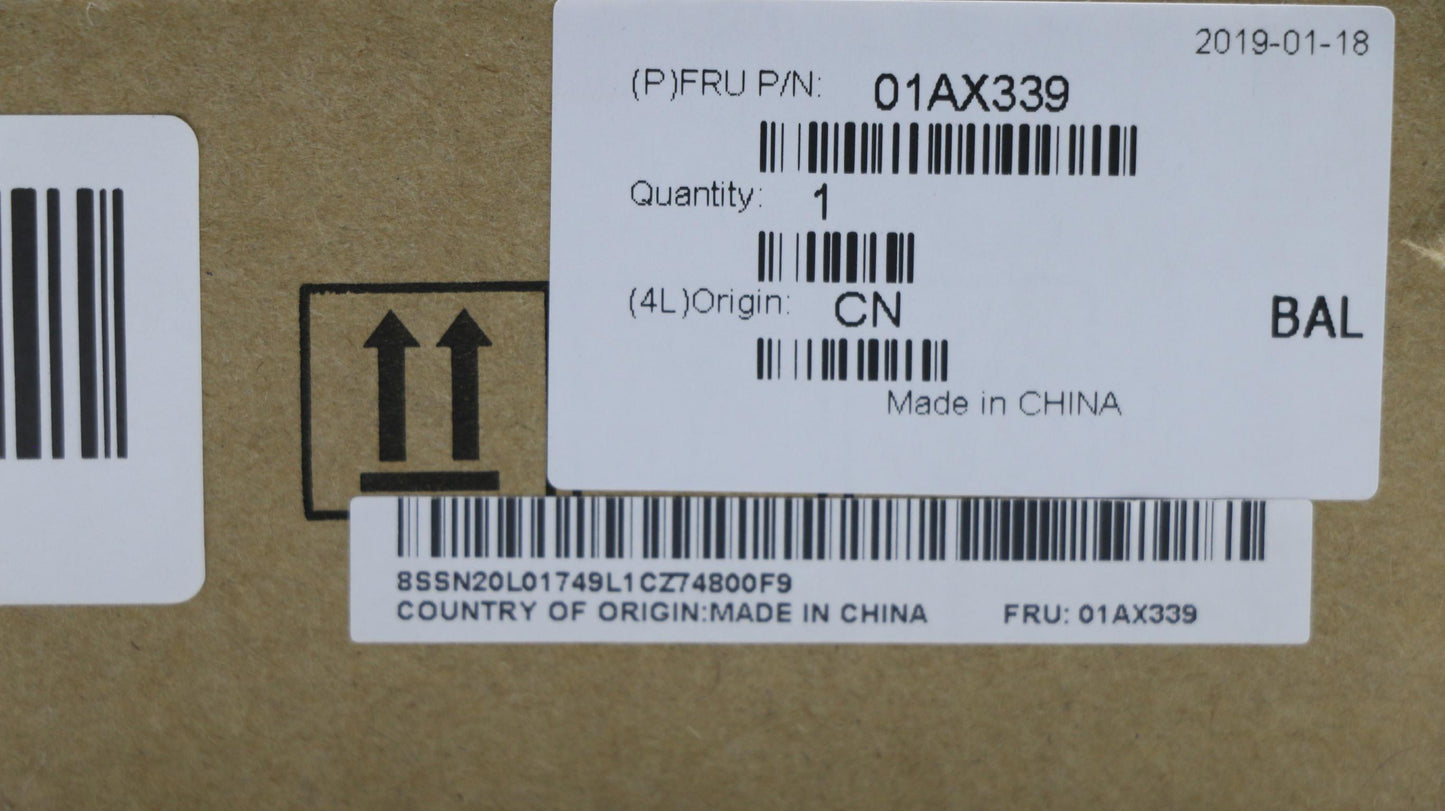 2019-01-18
(P)FRU P/N: 01AX339
Quantity: 1
(4L)Origin: CN
BAL
Made in CHINA
8SSN20L01749L1CZ74800F9
COUNTRY OF ORIGIN:MADE IN CHINA FRU: 01AX339